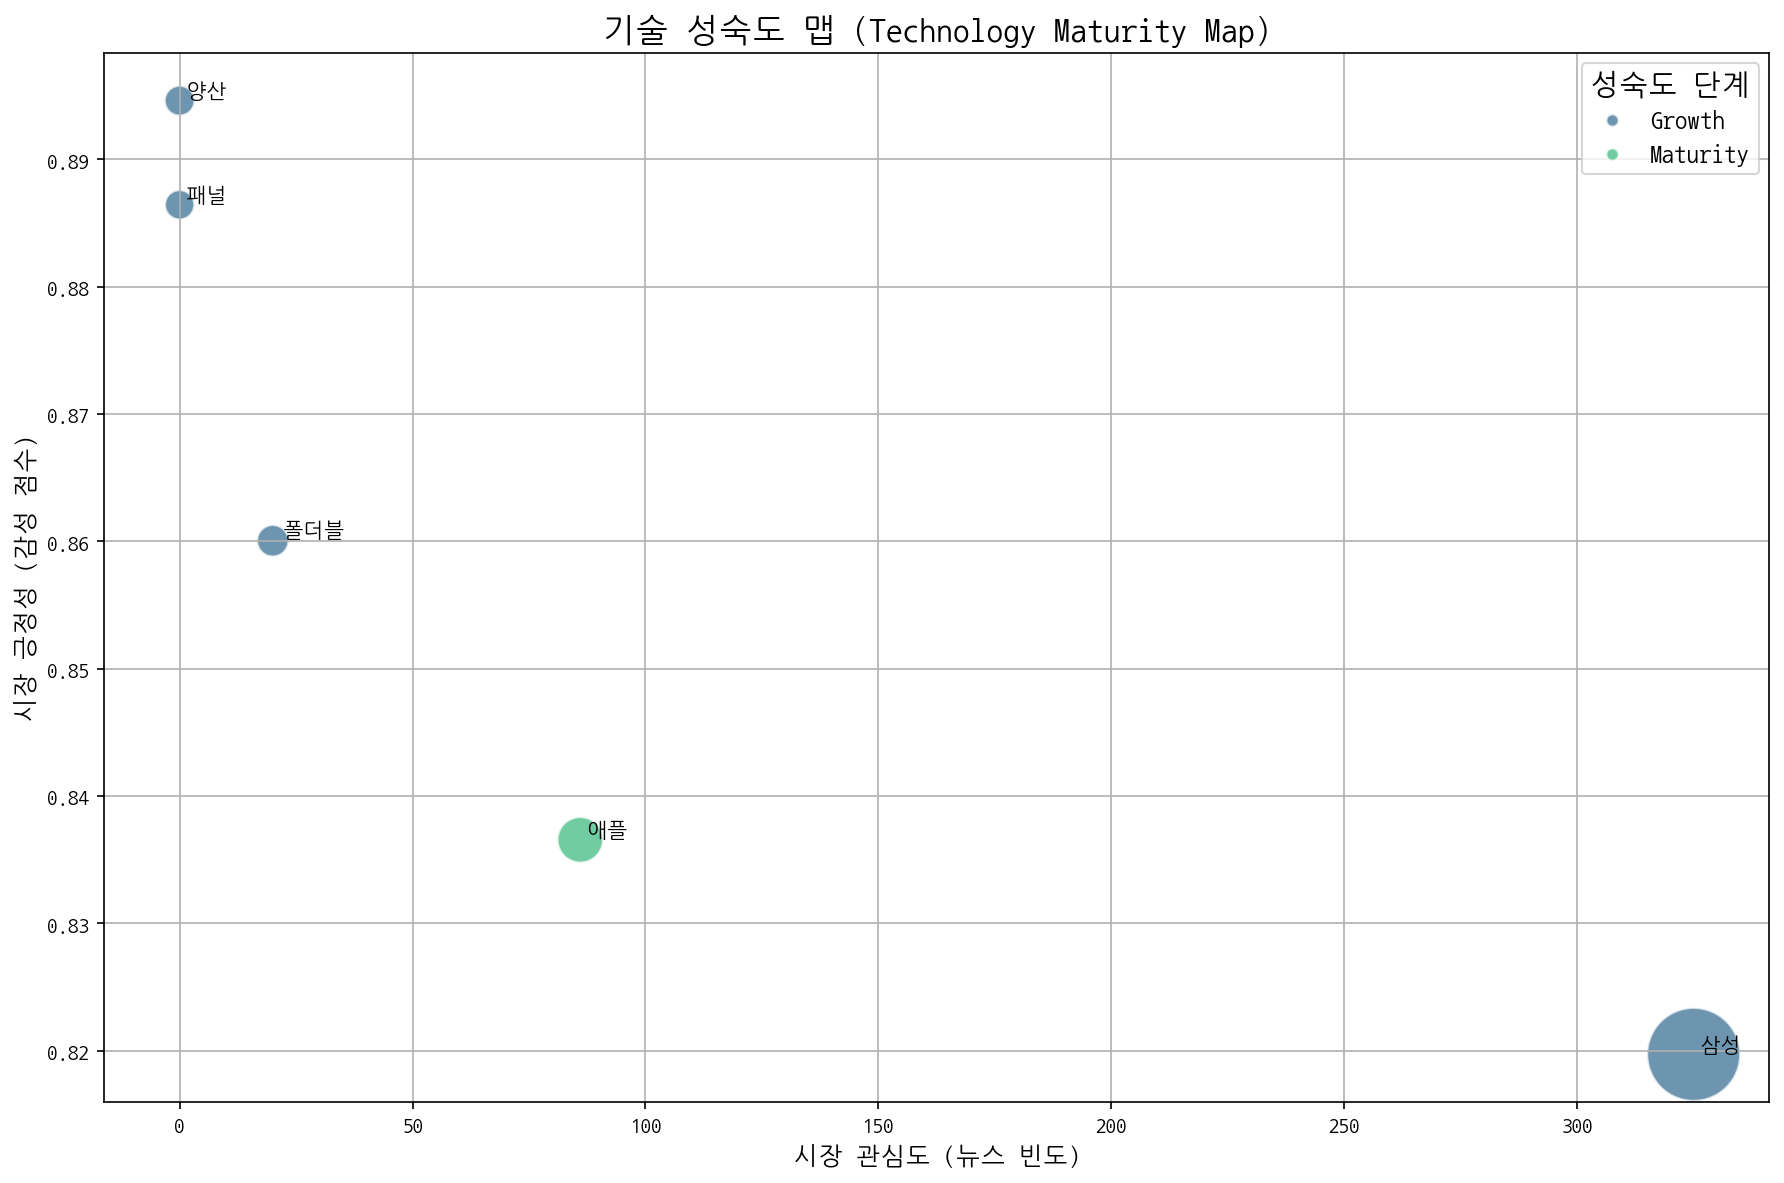 기술 성숙도 맵 (Technology Maturity Map)
성숙도 단계
Growth
Maturity
양산
패널
폴더블
애플
삼성
시장 긍정성 (감성 점수)
0.89
0.88
0.87
0.86
0.85
0.84
0.83
0.82
0
50
100
150
200
250
300
시장 관심도 (뉴스 빈도)